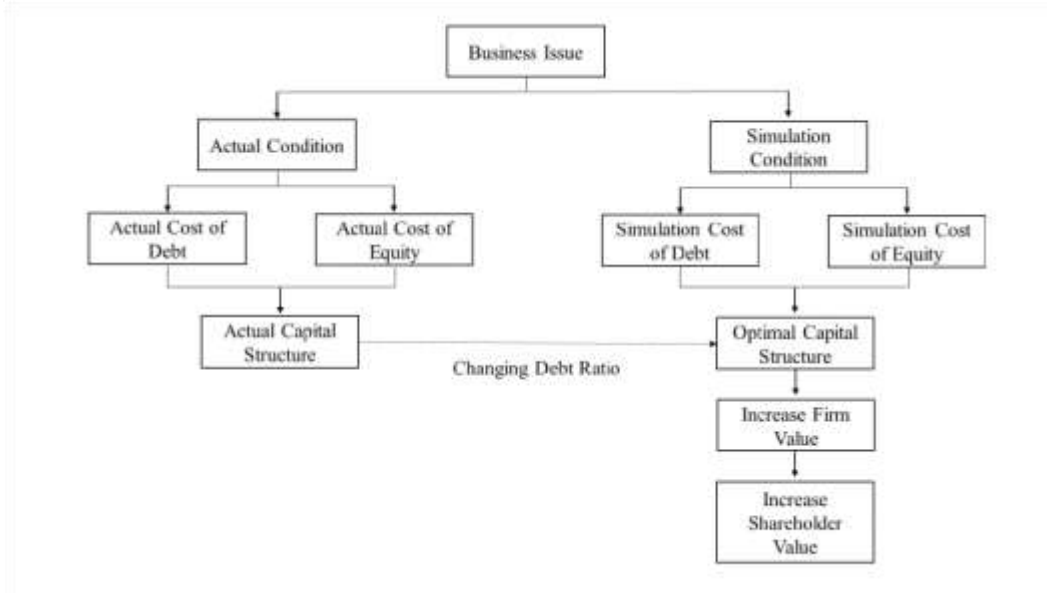 Business Issue
Actual Condition
Simulation
Condition
Actual Cost of
Debt
Actual Cost of
Equity
Simulation Cost
of Debt
Simulation Cost
of Equity
Actual Capital
Structure
Changing Debt Ratio
Optimal Capital
Structure
Increase Firm
Value
Increase
Shareholder
Value